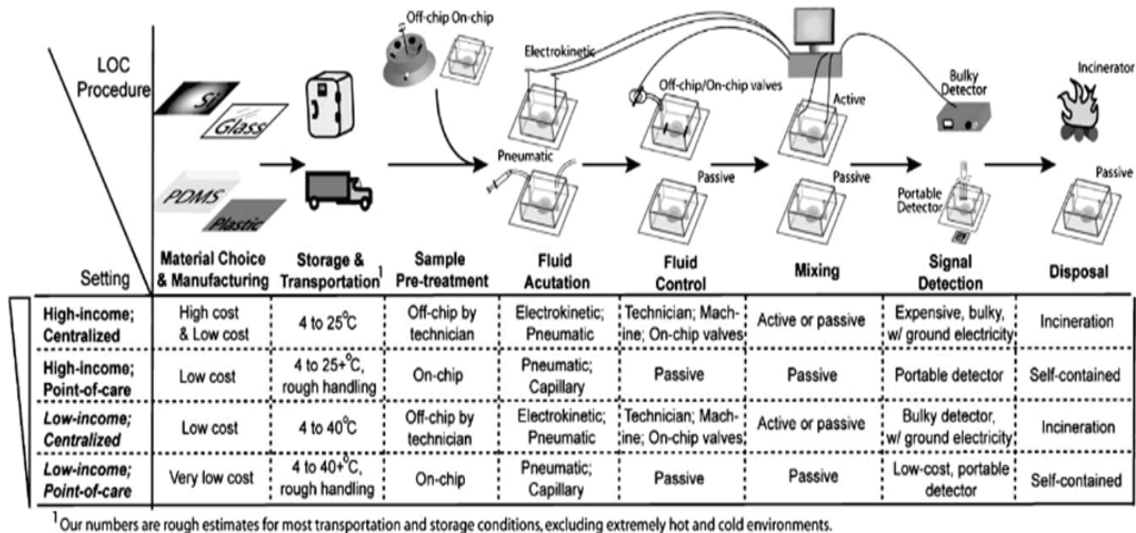 Off-chip On-chip
Electrokinetic
LOC
Procedure
Si
Glass
Off-chip/On-chip valves
Active
Bulky
Detector
Incinerator
Pneumatic
Passive
Passive
Passive
PDMS
Plastic
Portable
Detector
Setting
Material Choice
& Manufacturing
Storage &
Transportation1
Sample
Pre-treatment
Fluid
Acutation
Fluid
Control
Mixing
Signal
Detection
Disposal
High-income;
Centralized
High cost
& Low cost
4 to 25°C
Off-chip by
technician
Electrokinetic;
Pneumatic
Technician; Mach-
ine; On-chip valves
Active or passive
Expensive, bulky,
w/ ground electricity
Incineration
High-income;
Point-of-care
Low cost
4 to 25+°C,
rough handling
On-chip
Pneumatic;
Capillary
Passive
Passive
Portable detector
Self-contained
Low-income;
Centralized
Low cost
4 to 40°C
Off-chip by
technician
Electrokinetic;
Pneumatic
Technician; Mach-
ine; On-chip valves
Active or passive
Bulky detector,
w/ ground electricity
Incineration
Low-income;
Point-of-care
Very low cost
4 to 40+°C,
rough handling
On-chip
Pneumatic;
Capillary
Passive
Passive
Low-cost, portable
detector
Self-contained
1 Our numbers are rough estimates for most transportation and storage conditions, excluding extremely hot and cold environments.